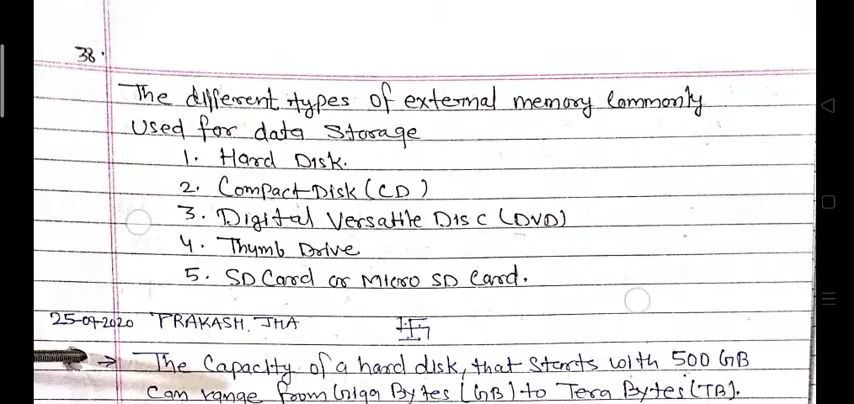 38.
The different types of external memory commonly
used for data storage
1. Hard Disk.
2. Compact Disk (CD)
3. Digital Versatile Disc (DVD)
4. Thumb Drive
5. SD Card or Micro SD Card.
25-04-2020 PRAKASH JHA
→ The Capacity of a hard disk, that starts with 500 GB
Can range from Giga Bytes (GB) to Tera Bytes (TB).